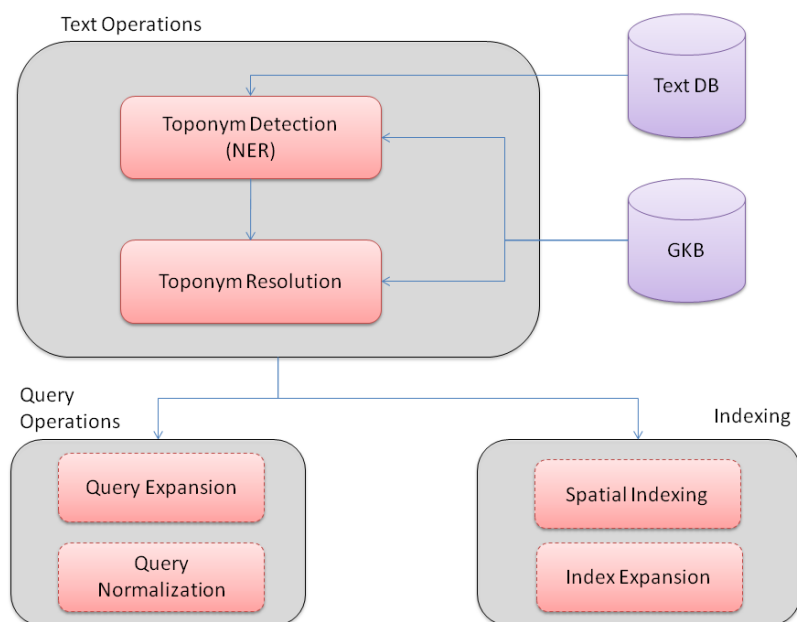 Text Operations
Text DB
Toponym Detection
(NER)
GKB
Toponym Resolution
Query
Operations
Indexing
Query Expansion
Spatial Indexing
Query
Normalization
Index Expansion